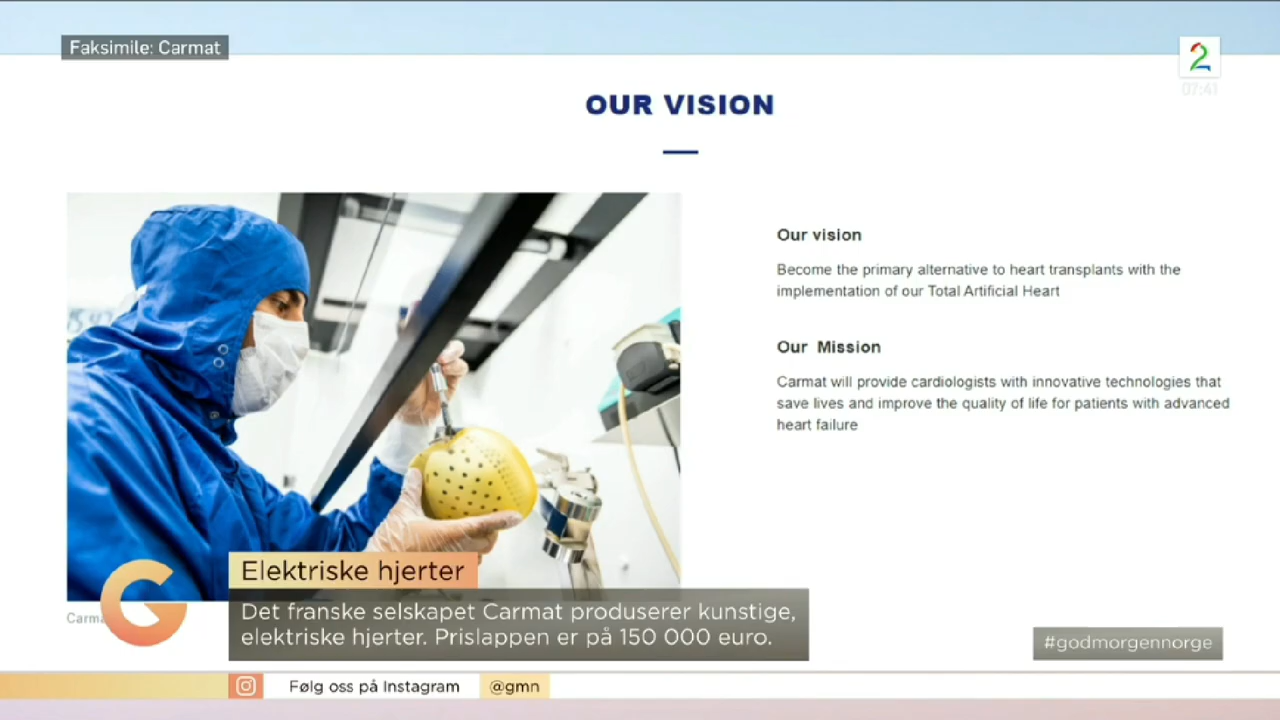 Faksimile: Carmat
2
07:41
OUR VISION
Our vision
Become the primary alternative to heart transplants with the
implementation of our Total Artificial Heart
Our Mission
Carmat will provide cardiologists with innovative technologies that
save lives and improve the quality of life for patients with advanced
heart failure
Elektriske hjerter
Det franske selskapet Carmat produserer kunstige,
elektriske hjerter. Prislappen er på 150 000 euro.
G
#godmorgennorge
Følg oss på Instagram @gmn